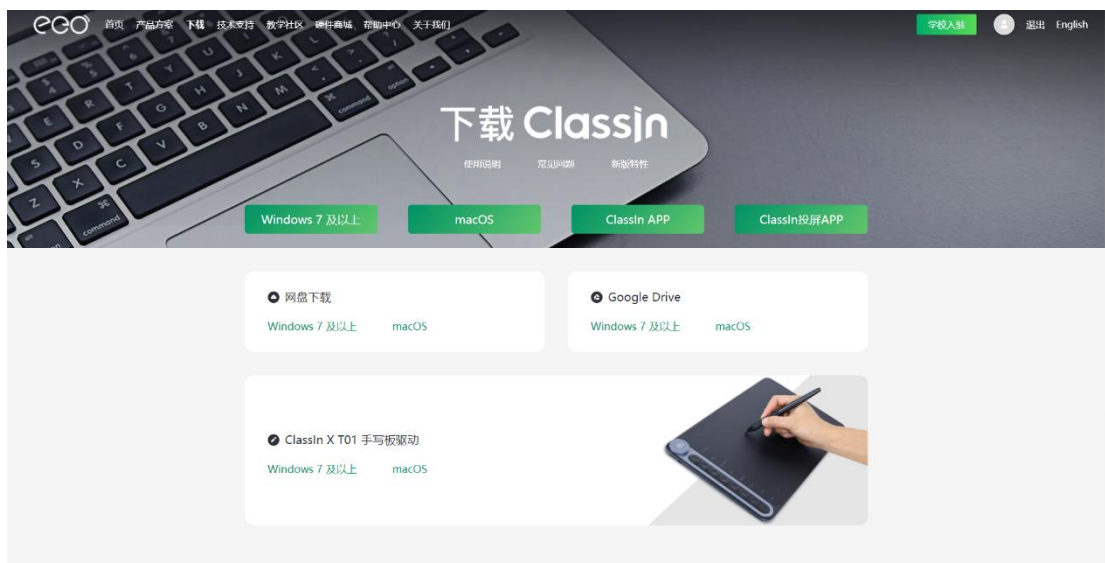 eeo 首页 产品方案 下载 技术支持 教学社区 硬件商城 帮助中心 关于我们 学校入驻 退出 English
下载 ClassIn
使用说明 常见问题 新版特性
Windows 7 及以上 macOS ClassIn APP ClassIn投屏APP
网盘下载
Windows 7 及以上 macOS
Google Drive
Windows 7 及以上 macOS
ClassIn X T01 手写板驱动
Windows 7 及以上 macOS